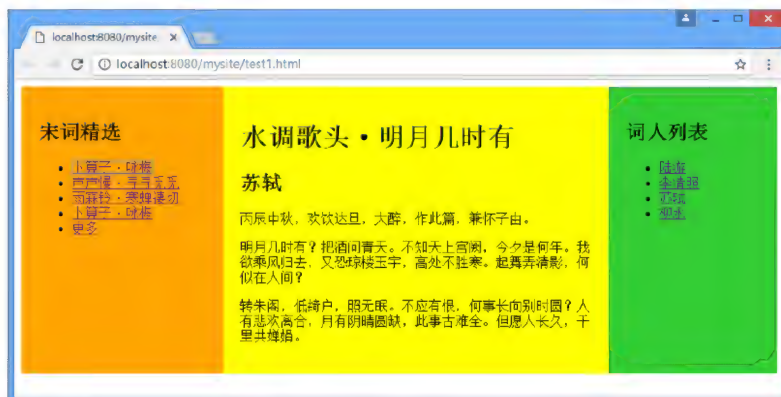 localhost:8080/mysite
localhost:8080/mysite/test1.html
宋词精选
卜算子·咏梅
声声慢·寻寻觅觅
雨霖铃·寒蝉凄切
卜算子·咏梅
更多
水调歌头·明月几时有
苏轼
丙辰中秋，欢饮达旦，大醉，作此篇，兼怀子由。
明月几时有？把酒问青天。不知天上宫阙，今夕是何年。我
欲乘风归去，又恐琼楼玉宇，高处不胜寒。起舞弄清影，何
似在人间？
转朱阁，低绮户，照无眠。不应有恨，何事长向别时圆？人
有悲欢离合，月有阴晴圆缺，此事古难全。但愿人长久，千
里共婵娟。
词人列表
陆游
李清照
苏轼
柳永